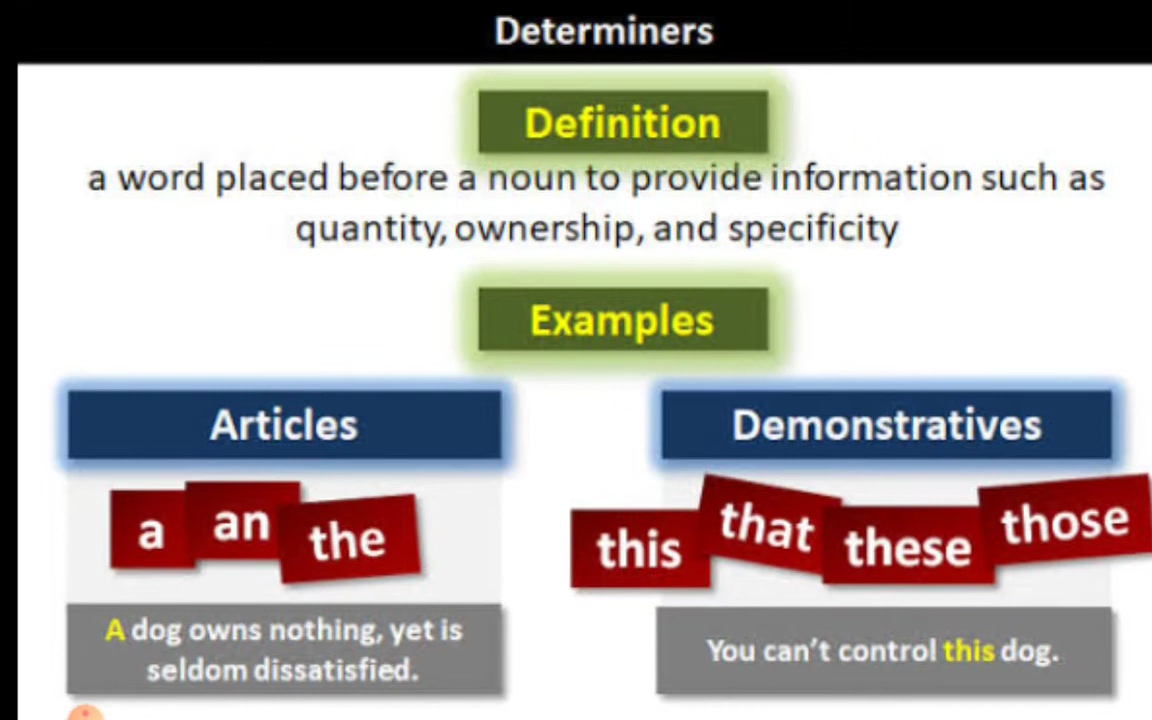 Determiners
Definition
a word placed before a noun to provide information such as
quantity, ownership, and specificity
Examples
Articles
a an the
A dog owns nothing, yet is
seldom dissatisfied.
Demonstratives
this that these those
You can't control this dog.